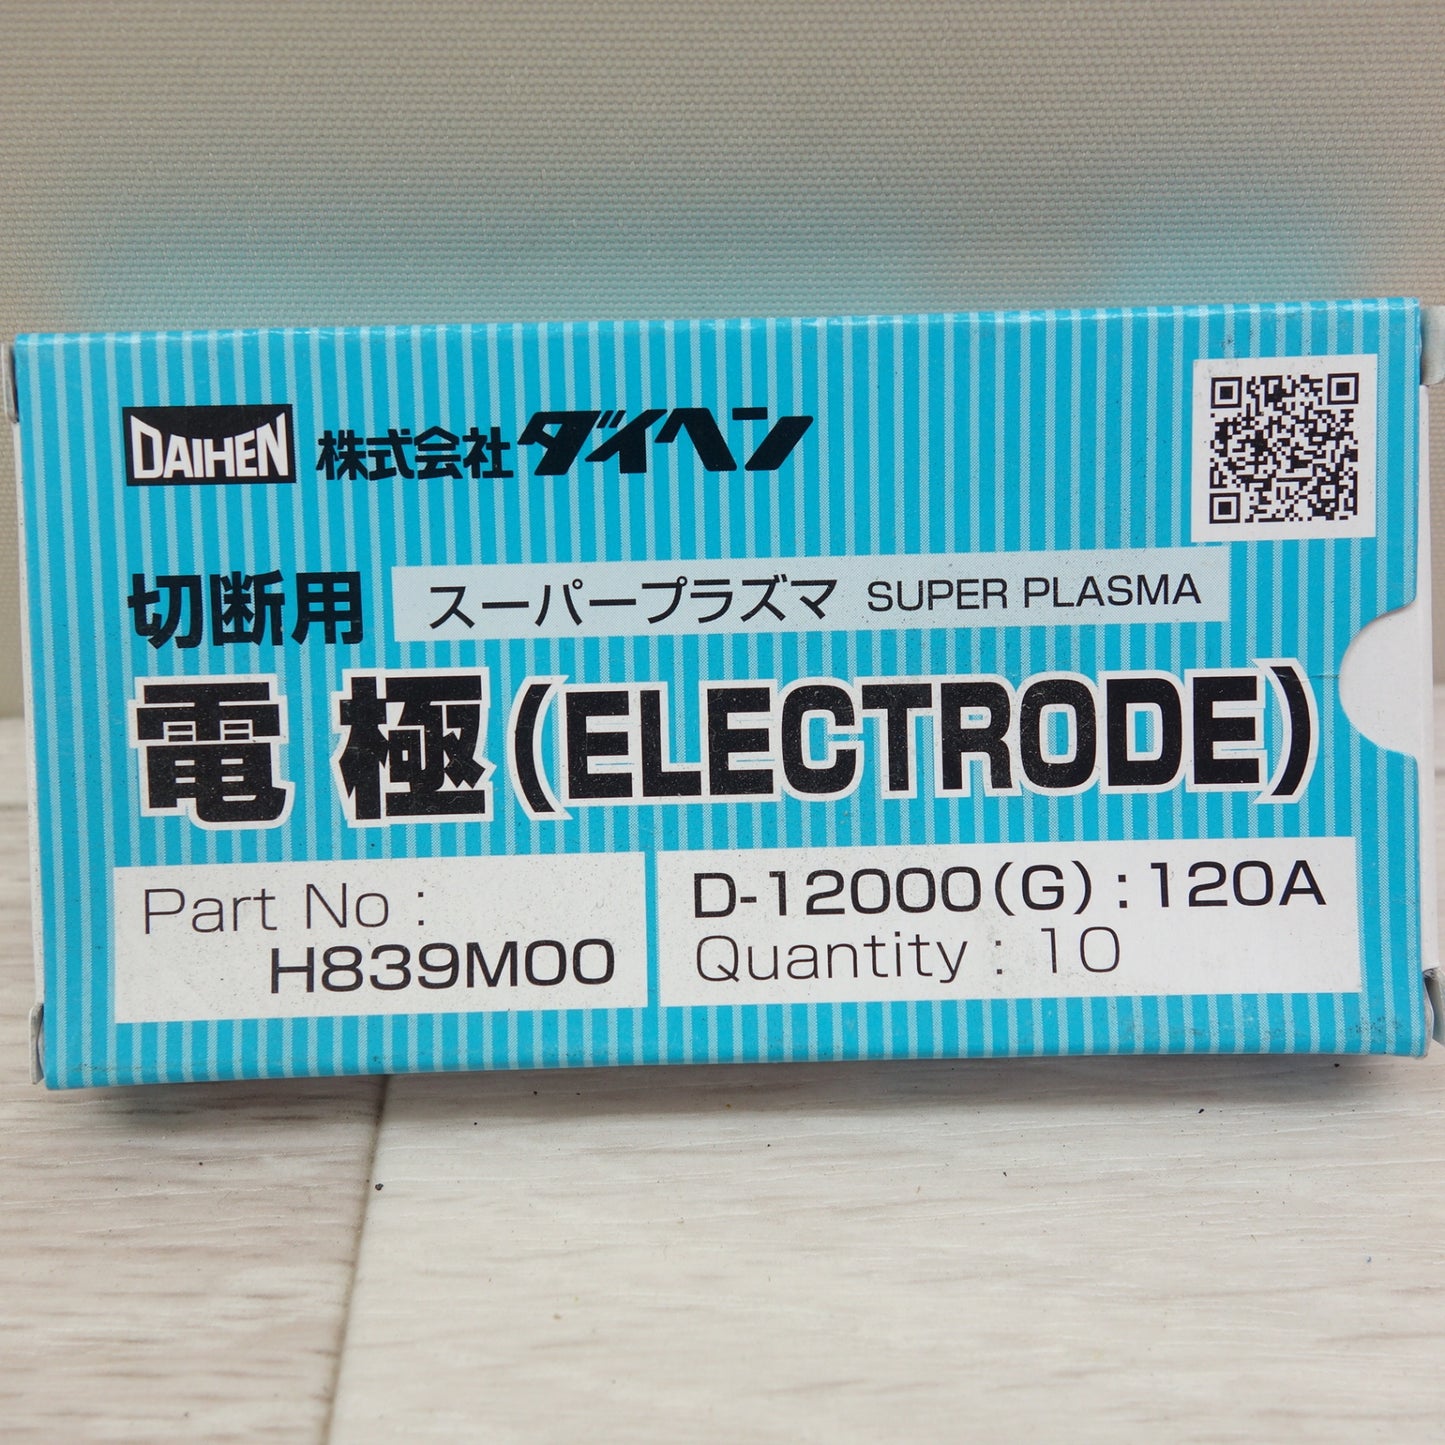 DAIHEN 株式会社ダイヘン
切断用 スーパープラズマ SUPER PLASMA
電極(ELECTRODE)
Part No :
H839M00
D-12000(G) : 120A
Quantity : 10